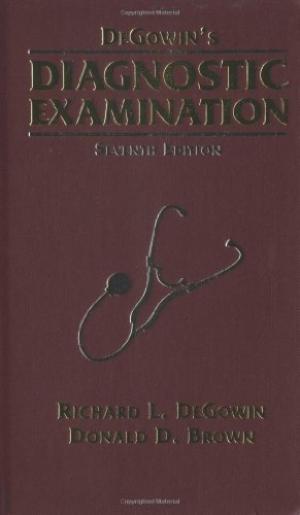 DeGowin's
DIAGNOSTIC
EXAMINATION
Seventh Edition
Richard L. DeGowin
Donald D. Brown